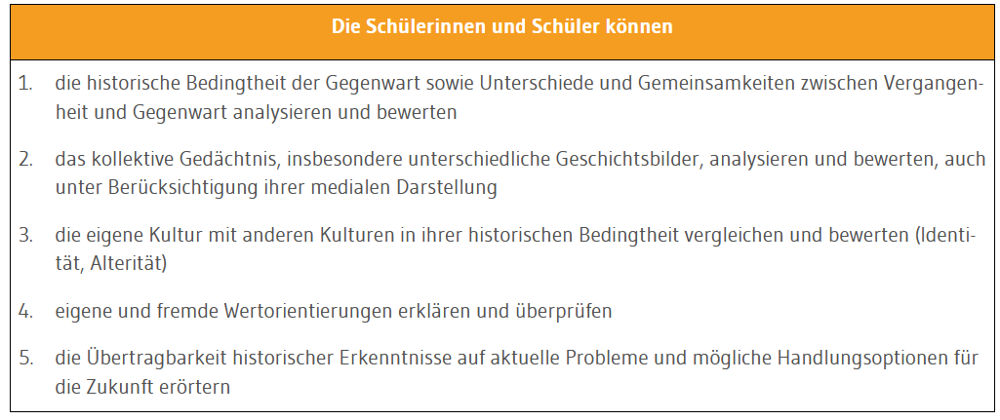 Die Schülerinnen und Schüler können
1. die historische Bedingtheit der Gegenwart sowie Unterschiede und Gemeinsamkeiten zwischen Vergangen-
heit und Gegenwart analysieren und bewerten
2. das kollektive Gedächtnis, insbesondere unterschiedliche Geschichtsbilder, analysieren und bewerten, auch
unter Berücksichtigung ihrer medialen Darstellung
3. die eigene Kultur mit anderen Kulturen in ihrer historischen Bedingtheit vergleichen und bewerten (Identi-
tät, Alterität)
4. eigene und fremde Wertorientierungen erklären und überprüfen
5. die Übertragbarkeit historischer Erkenntnisse auf aktuelle Probleme und mögliche Handlungsoptionen für
die Zukunft erörtern